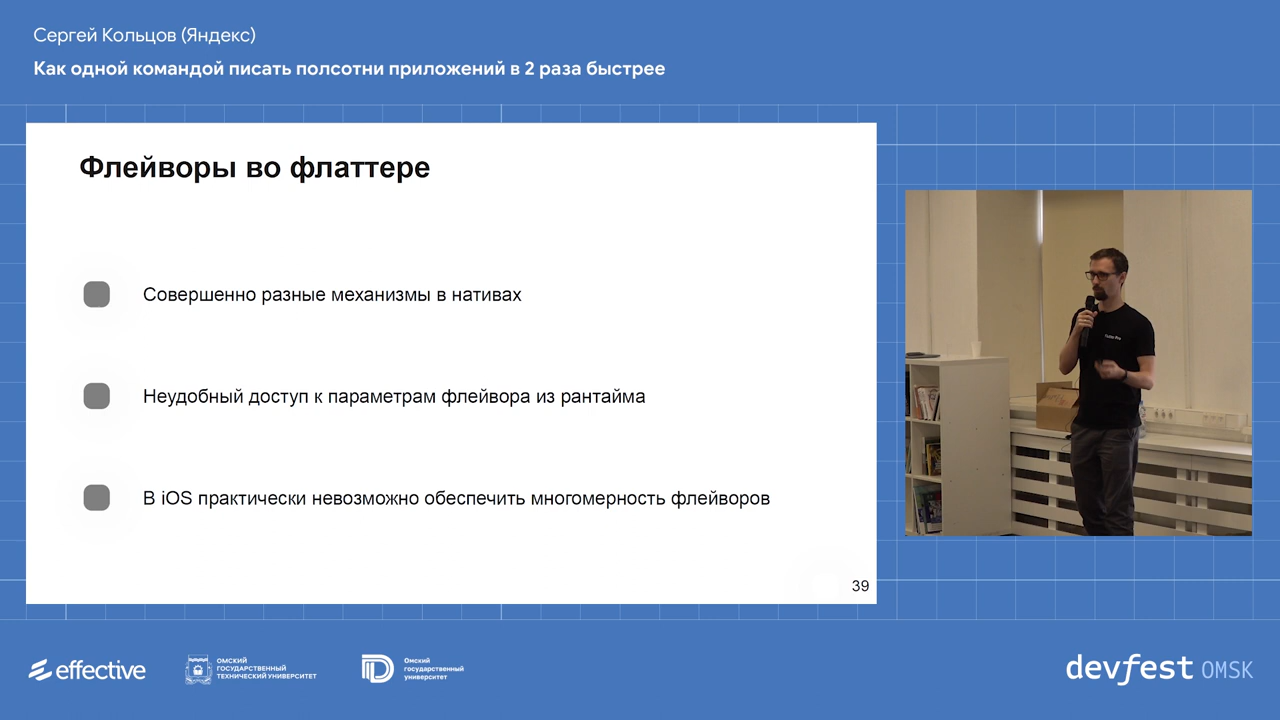 Сергей Кольцов (Яндекс)
Как одной командой писать полсотни приложений в 2 раза быстрее
Флейворы во флаттере
Совершенно разные механизмы в нативах
Неудобный доступ к параметрам флейвора из рантайма
В iOS практически невозможно обеспечить многомерность флейворов
39
effective
ОМСКИЙ
ГОСУДАРСТВЕННЫЙ
ТЕХНИЧЕСКИЙ УНИВЕРСИТЕТ
Омский
государственный
университет
devfest OMSK